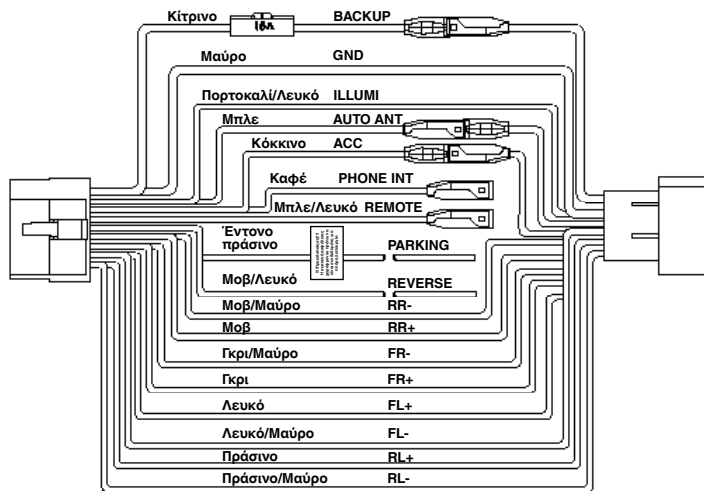 Κίτρινο BACKUP
Μαύρο GND
Πορτοκαλί/Λευκό ILLUMI
Μπλε AUTO ANT
Κόκκινο ACC
Καφέ PHONE INT
Μπλε/Λευκό REMOTE
Έντονο
πράσινο PARKING
Μοβ/Λευκό REVERSE
Μοβ/Μαύρο RR-
Μοβ RR+
Γκρι/Μαύρο FR-
Γκρι FR+
Λευκό FL+
Λευκό/Μαύρο FL-
Πράσινο RL+
Πράσινο/Μαύρο RL-